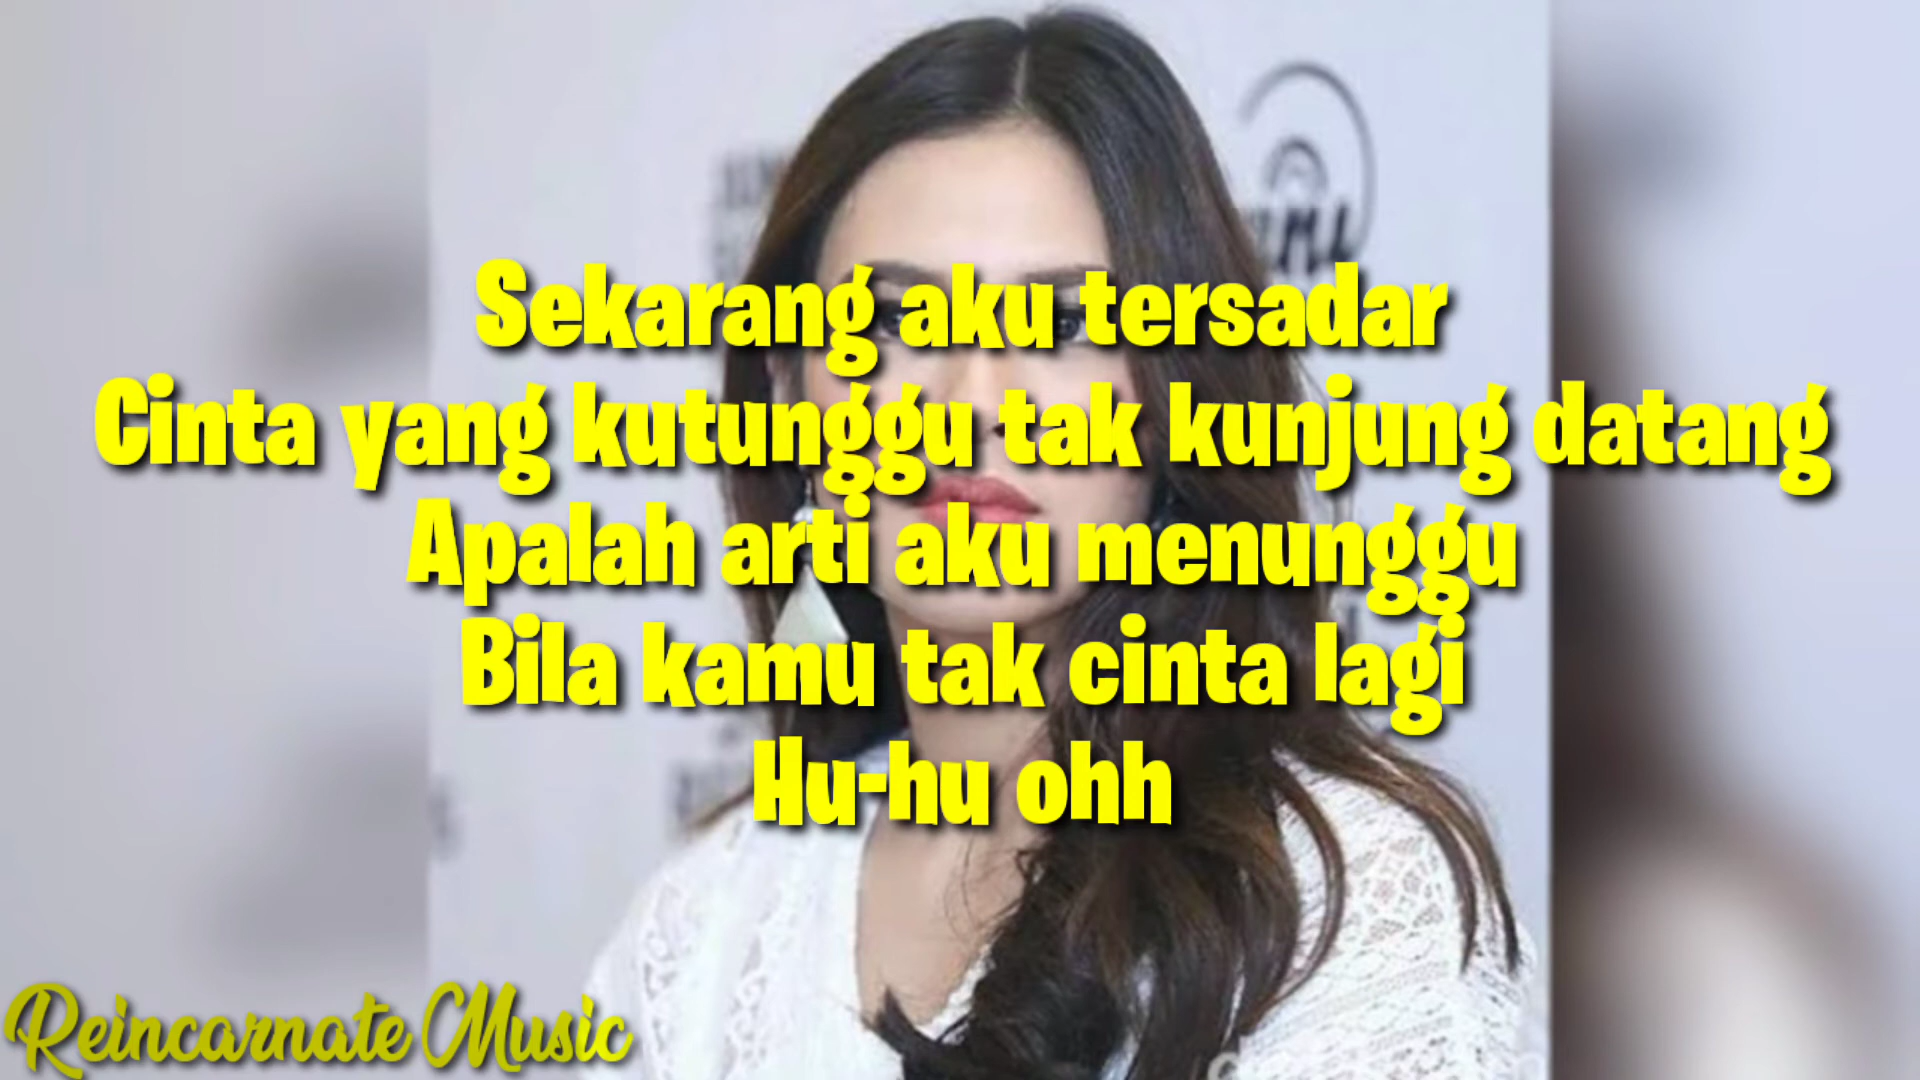 Sekarang aku tersadar
Cinta yang kutunggu tak kunjung datang
Apalah arti aku menunggu
Bila kamu tak cinta lagi
Hu-hu ohh
Reincarnate Music